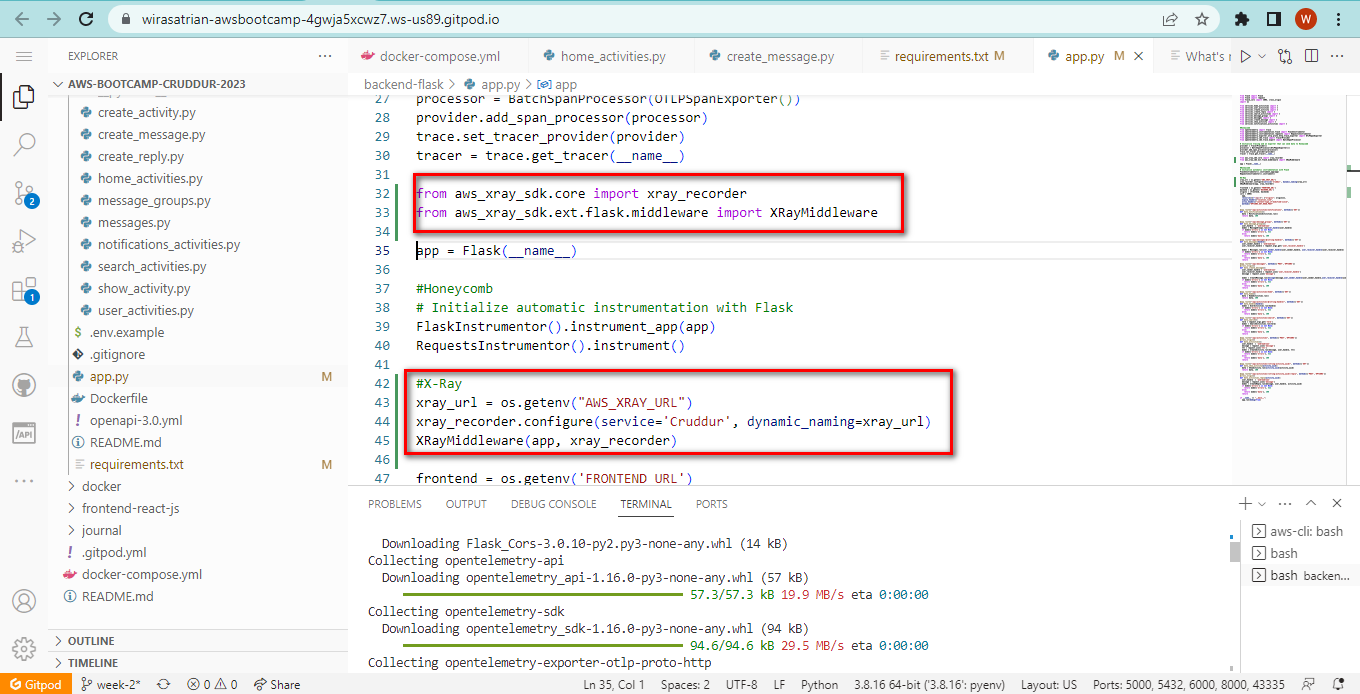 wirasatrian-awsbootcamp-4gwja5xcwz7.ws-us89.gitpod.io
W
EXPLORER
AWS-BOOTCAMP-CRUDDUR-2023
create_activity.py
create_message.py
create_reply.py
home_activities.py
message_groups.py
messages.py
notifications_activities.py
search_activities.py
show_activity.py
user_activities.py
$ .env.example
.gitignore
app.py M
Dockerfile
! openapi-3.0.yml
README.md
requirements.txt M
docker
frontend-react-js
journal
! .gitpod.yml
docker-compose.yml
README.md
OUTLINE
TIMELINE
2
1
/API
docker-compose.yml
home_activities.py
create_message.py
requirements.txt M
app.py M
What's r
backend-flask > app.py > app
27 processor = BatchSpanProcessor(OTLPSpanExporter())
28 provider.add_span_processor(processor)
29 trace.set_tracer_provider(provider)
30 tracer = trace.get_tracer(__name__)
31
32 from aws_xray_sdk.core import xray_recorder
33 from aws_xray_sdk.ext.flask.middleware import XRayMiddleware
34
35 app = Flask(__name__)
36
37 #Honeycomb
38 # Initialize automatic instrumentation with Flask
39 FlaskInstrumentor().instrument_app(app)
40 RequestsInstrumentor().instrument()
41
42 #X-Ray
43 xray_url = os.getenv("AWS_XRAY_URL")
44 xray_recorder.configure(service='Cruddur', dynamic_naming=xray_url)
45 XRayMiddleware(app, xray_recorder)
46
47 frontend = os.getenv('FRONTEND_URL')
PROBLEMS OUTPUT DEBUG CONSOLE TERMINAL PORTS
Downloading Flask_Cors-3.0.10-py2.py3-none-any.whl (14 kB)
Collecting opentelemetry-api
Downloading opentelemetry_api-1.16.0-py3-none-any.whl (57 kB)
57.3/57.3 kB 19.9 MB/s eta 0:00:00
Collecting opentelemetry-sdk
Downloading opentelemetry_sdk-1.16.0-py3-none-any.whl (94 kB)
94.6/94.6 kB 29.5 MB/s eta 0:00:00
Collecting opentelemetry-exporter-otlp-proto-http
aws-cli: bash
bash
bash backen...
Gitpod week-2* 0 0 Share Ln 35, Col 1 Spaces: 2 UTF-8 LF Python 3.8.16 64-bit ('3.8.16': pyenv) Layout: US Ports: 5000, 5432, 6000, 8000, 43335